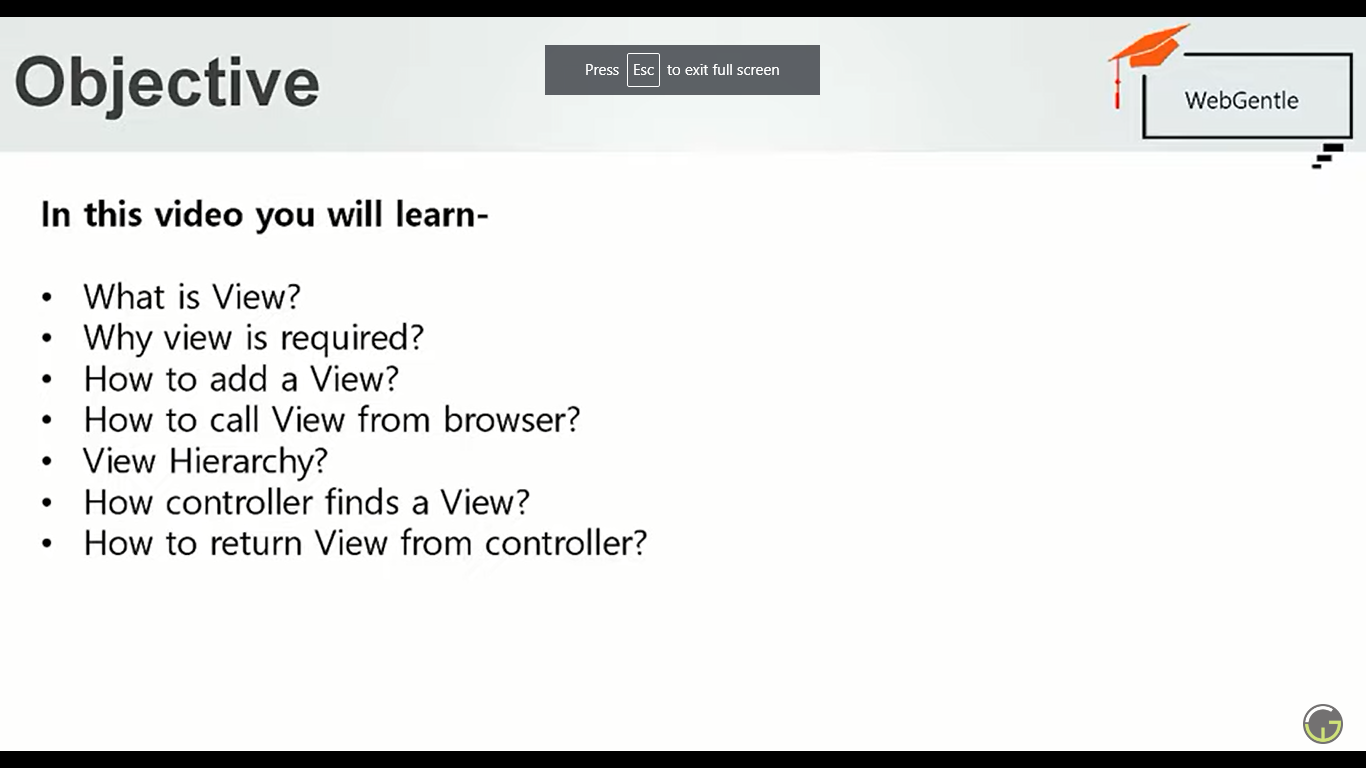 Objective
Press Esc to exit full screen
WebGentle
In this video you will learn-
• What is View?
• Why view is required?
• How to add a View?
• How to call View from browser?
• View Hierarchy?
• How controller finds a View?
• How to return View from controller?